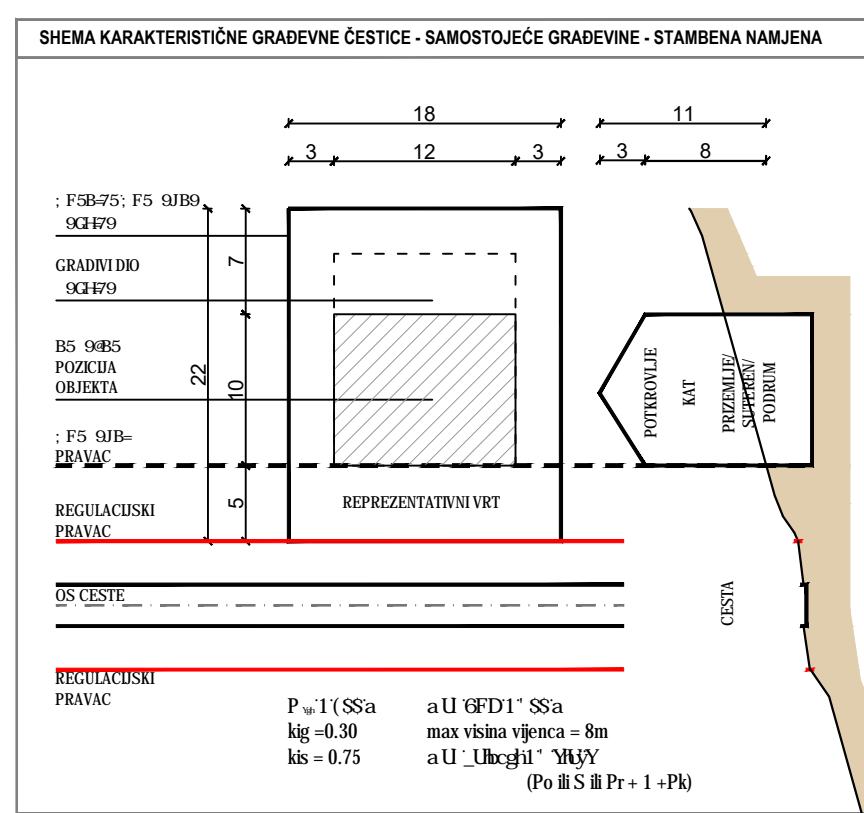 SHEMA KARAKTERISTIČNE GRAĐEVNE ČESTICE - SAMOSTOJEĆE GRAĐEVINE - STAMBENA NAMJENA
18
11
3
12
3
3
8
7
22
10
5
GRADIVI DIO
POZICIJA
OBJEKTA
PRAVAC
REPREZENTATIVNI VRT
REGULACIJSKI
PRAVAC
OS CESTE
REGULACIJSKI
PRAVAC
POTKROVLJE
KAT
PRIZEMLJE/
SUTEREN/
PODRUM
CESTA
kig =0.30
kis = 0.75
max visina vijenca = 8m
(Po ili S ili Pr + 1 +Pk)